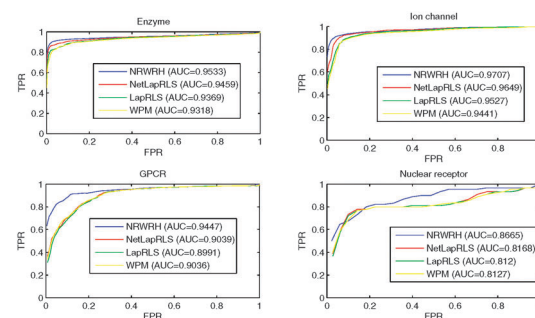 Enzyme
1
0.8
0.6
0.4
0.2
0
TPR
NRWRH (AUC=0.9533)
NetLapRLS (AUC=0.9459)
LapRLS (AUC=0.9369)
WPM (AUC=0.9318)
0 0.2 0.4 0.6 0.8 1
FPR
Ion channel
1
0.8
0.6
0.4
0.2
0
TPR
NRWRH (AUC=0.9707)
NetLapRLS (AUC=0.9649)
LapRLS (AUC=0.9527)
WPM (AUC=0.9441)
0 0.2 0.4 0.6 0.8
FPR
GPCR
1
0.8
0.6
0.4
0.2
0
TPR
NRWRH (AUC=0.9447)
NetLapRLS (AUC=0.9039)
LapRLS (AUC=0.8991)
WPM (AUC=0.9036)
0 0.2 0.4 0.6 0.8 1
FPR
Nuclear receptor
1
0.8
0.6
0.4
0.2
0
TPR
NRWRH (AUC=0.8665)
NetLapRLS (AUC=0.8168)
LapRLS (AUC=0.812)
WPM (AUC=0.8127)
0 0.2 0.4 0.6 0.8
FPR